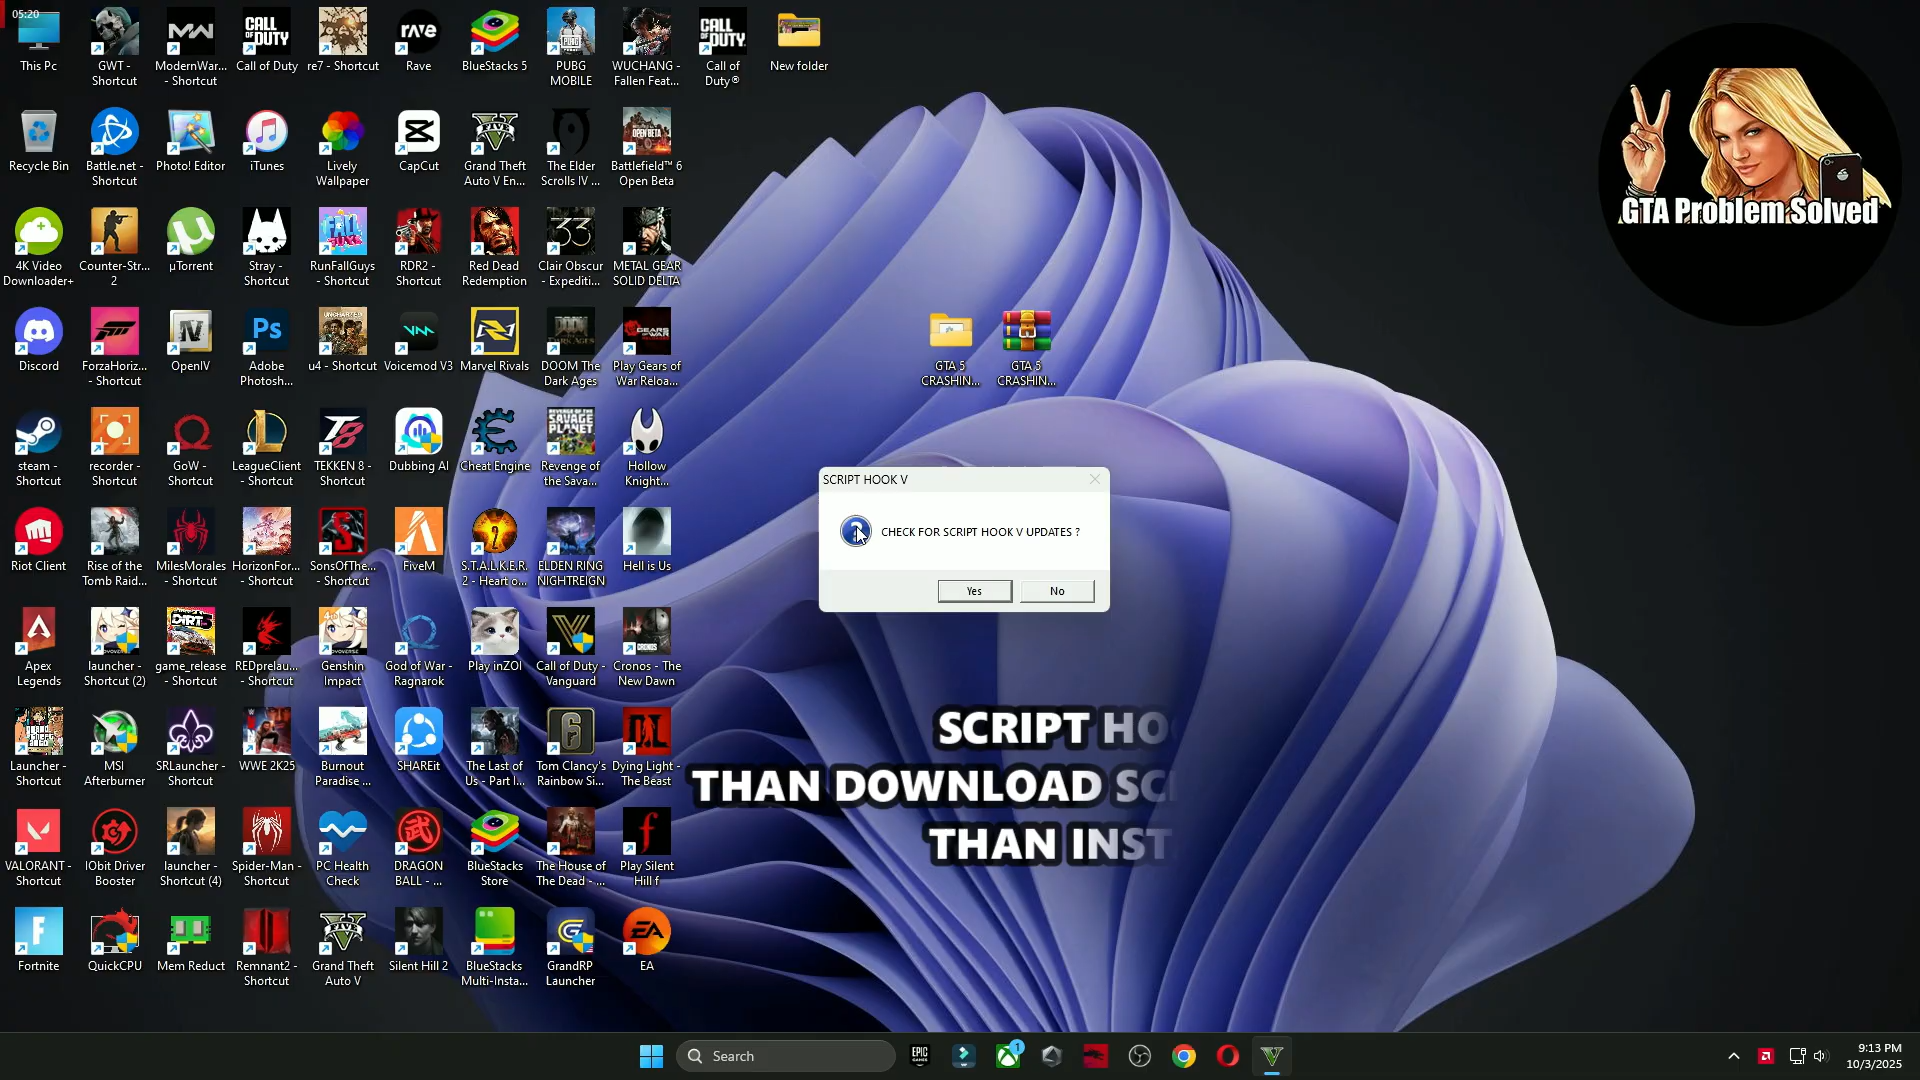 05:20
This Pc
GWT -
Shortcut
ModernWar...
- Shortcut
Call of Duty
re7 - Shortcut
Rave
BlueStacks 5
PUBG
MOBILE
WUCHANG -
Fallen Feat...
Call of
Duty®
New folder
Recycle Bin
Battle.net -
Shortcut
Photo! Editor
iTunes
Lively
Wallpaper
CapCut
Grand Theft
Auto V En...
The Elder
Scrolls IV ...
Battlefield™ 6
Open Beta
GTA Problem Solved
4K Video
Downloader+
Counter-Str...
2
µTorrent
Stray -
Shortcut
RunFallGuys
- Shortcut
RDR2 -
Shortcut
Red Dead
Redemption
Clair Obscur
- Expediti...
METAL GEAR
SOLID DELTA
Discord
ForzaHoriz...
- Shortcut
OpenIV
Adobe
Photosh...
u4 - Shortcut
Voicemod V3
Marvel Rivals
DOOM The
Dark Ages
Play Gears of
War Reloa...
GTA 5
CRASHIN...
GTA 5
CRASHIN...
steam -
Shortcut
recorder -
Shortcut
GoW -
Shortcut
LeagueClient
- Shortcut
TEKKEN 8 -
Shortcut
Dubbing AI
Cheat Engine
Revenge of
the Sava...
Hollow
Knight...
SCRIPT HOOK V
CHECK FOR SCRIPT HOOK V UPDATES ?
Yes
No
Riot Client
Rise of the
Tomb Raid...
MilesMorales
- Shortcut
HorizonFor...
- Shortcut
SonsOfThe...
- Shortcut
FiveM
S.T.A.L.K.E.R.
2 - Heart o...
ELDEN RING
NIGHTREIGN
Hell is Us
Apex
Legends
launcher -
Shortcut (2)
game_release
- Shortcut
REDprelau...
- Shortcut
Genshin
Impact
God of War -
Ragnarok
Play inZOI
Call of Duty -
Vanguard
Cronos - The
New Dawn
Launcher -
Shortcut
MSI
Afterburner
SRLauncher -
Shortcut
WWE 2K25
Burnout
Paradise ...
SHAREit
The Last of
Us - Part I...
Tom Clancy's
Rainbow Si...
Dying Light -
The Beast
SCRIPT HO
THAN DOWNLOAD SC
THAN INST
VALORANT -
Shortcut
IObit Driver
Booster
launcher -
Shortcut (4)
Spider-Man -
Shortcut
PC Health
Check
DRAGON
BALL - ...
BlueStacks
Store
The House of
The Dead - ...
Play Silent
Hill f
Fortnite
QuickCPU
Mem Reduct
Remnant2 -
Shortcut
Grand Theft
Auto V
Silent Hill 2
BlueStacks
Multi-Insta...
GrandRP
Launcher
EA
Search
9:13 PM
10/3/2025